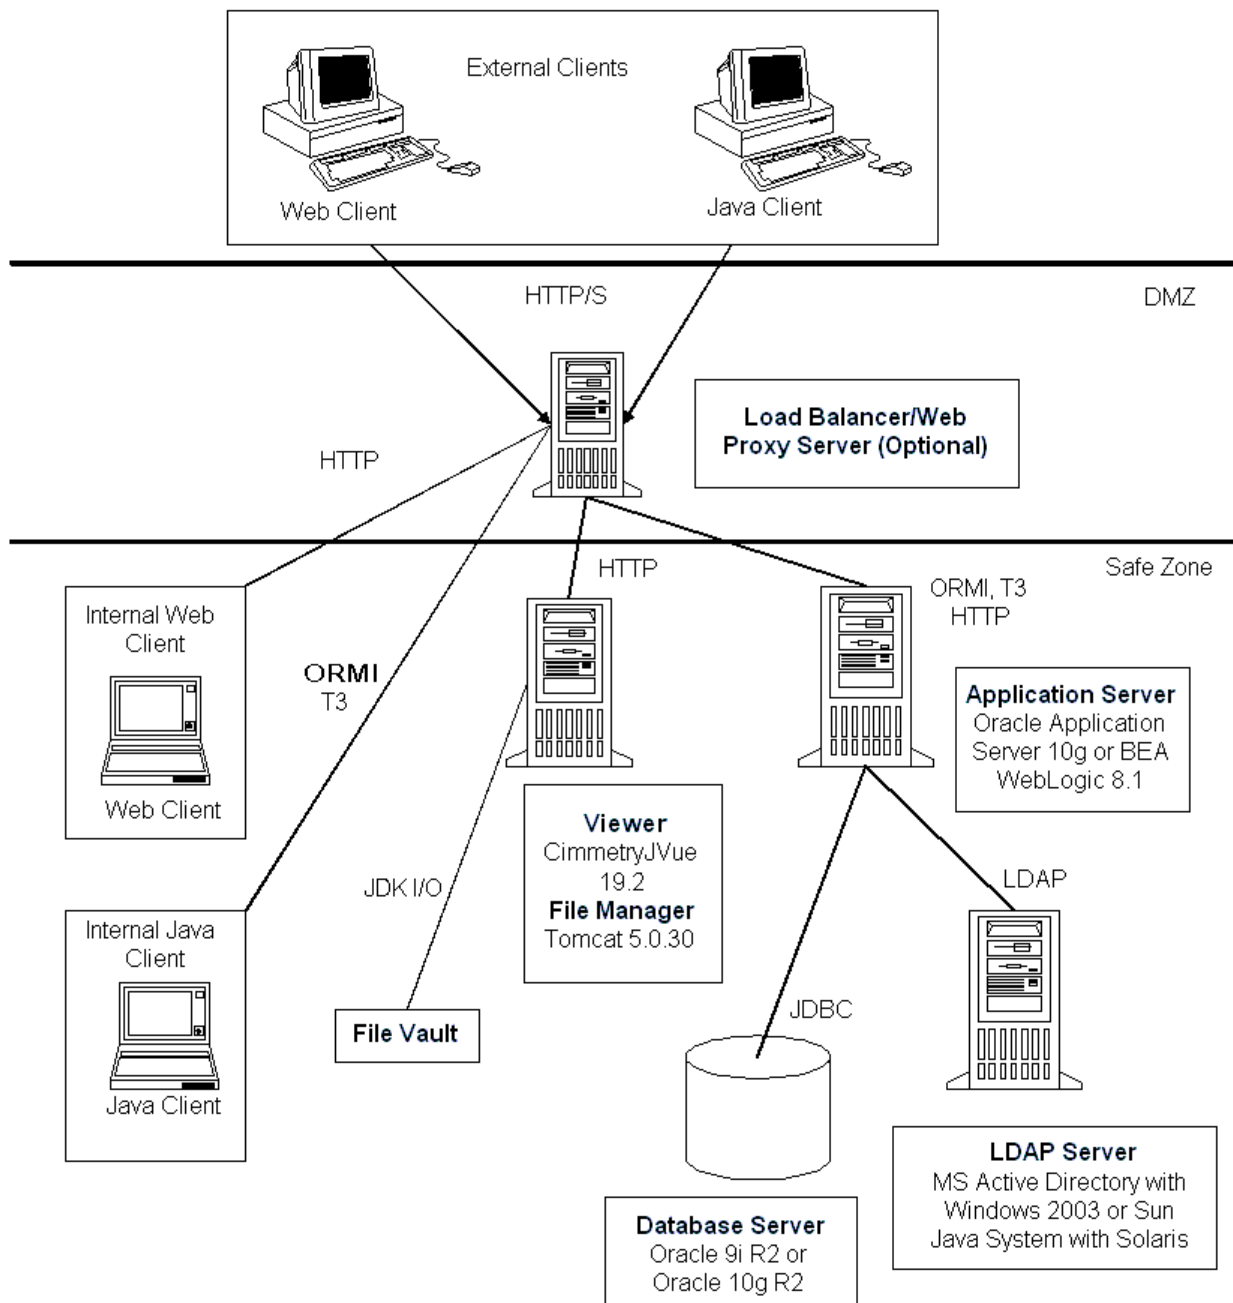 External Clients
Web Client
Java Client
HTTP/S
DMZ
Load Balancer/Web
Proxy Server (Optional)
HTTP
Safe Zone
HTTP
ORMI, T3
HTTP
Internal Web
Client
Web Client
ORMI
T3
Application Server
Oracle Application
Server 10g or BEA
WebLogic 8.1
Viewer
CimmetryJVue
19.2
File Manager
Tomcat 5.0.30
JDK I/O
LDAP
Internal Java
Client
Java Client
File Vault
JDBC
LDAP Server
MS Active Directory with
Windows 2003 or Sun
Java System with Solaris
Database Server
Oracle 9i R2 or
Oracle 10g R2